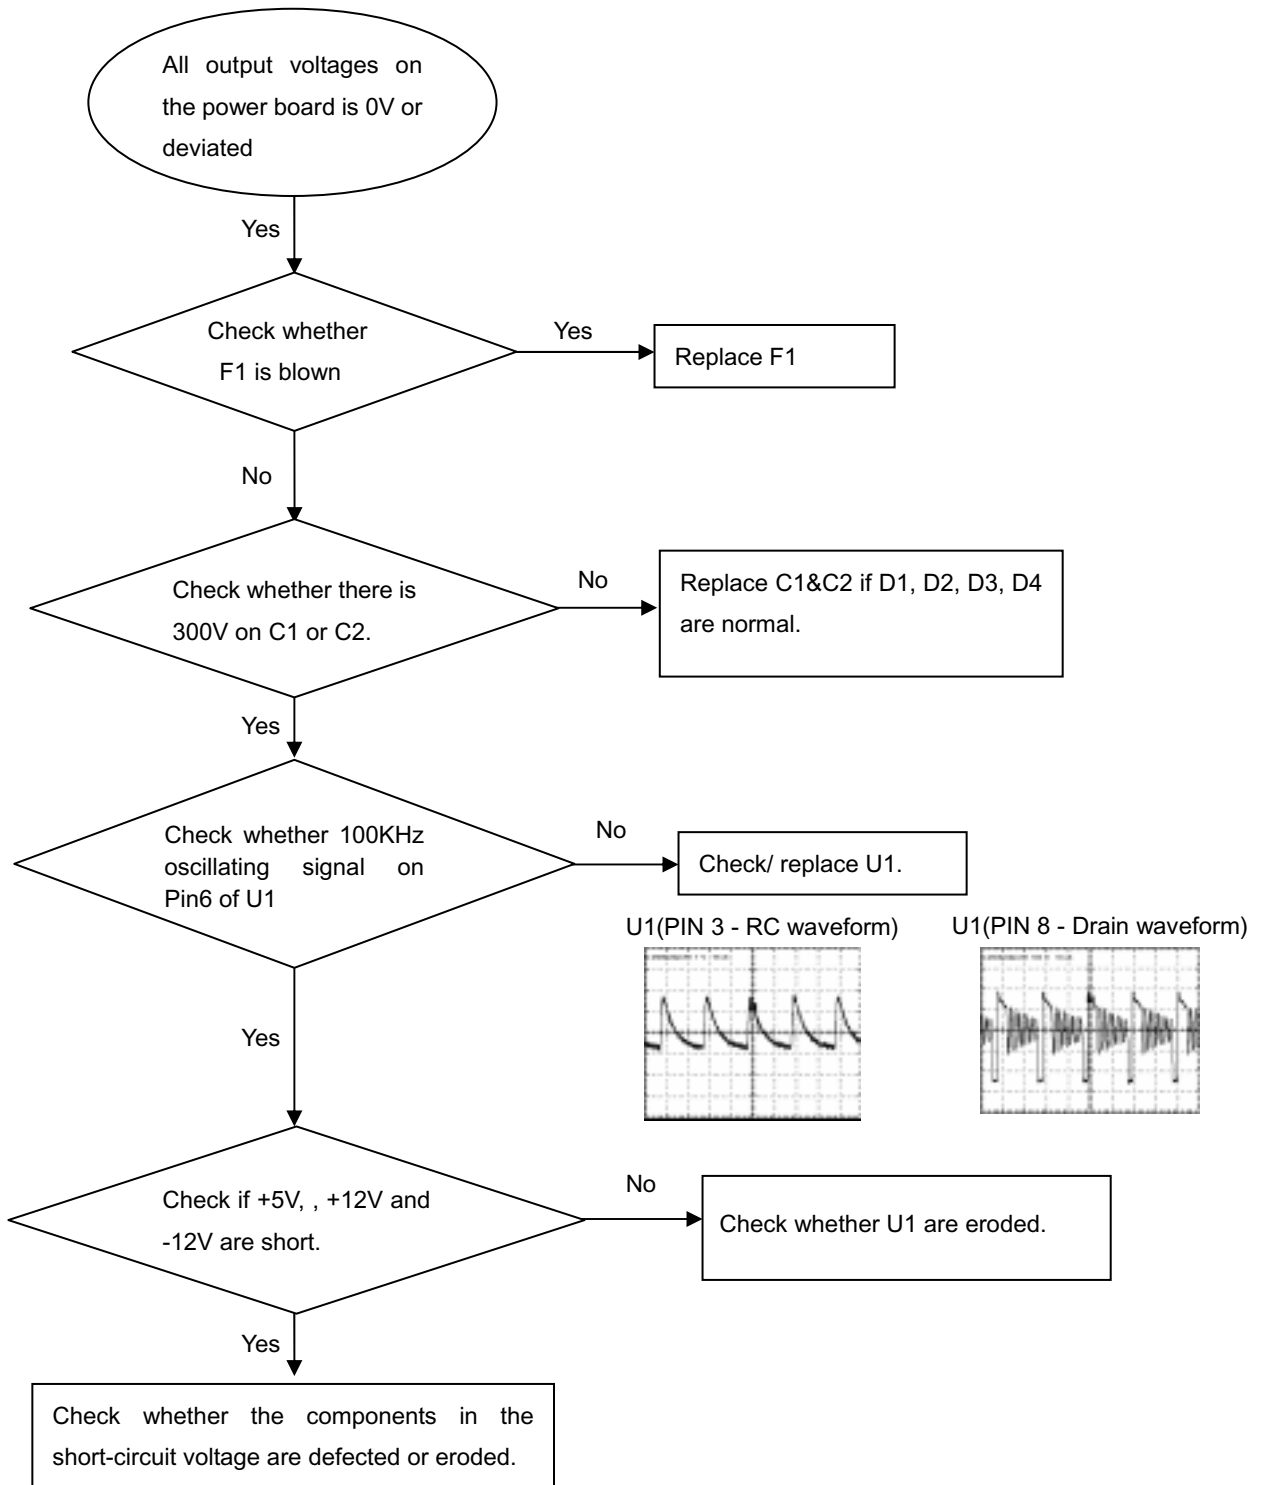 All output voltages on
the power board is 0V or
deviated
Yes
Check whether
F1 is blown
Yes
Replace F1
No
Check whether there is
300V on C1 or C2.
No
Replace C1&C2 if D1, D2, D3, D4
are normal.
Yes
Check whether 100KHz
oscillating signal on
Pin6 of U1
No
Check/ replace U1.
U1(PIN 3 - RC waveform)
U1(PIN 8 - Drain waveform)
Yes
Check if +5V, , +12V and
-12V are short.
No
Check whether U1 are eroded.
Yes
Check whether the components in the
short-circuit voltage are defected or eroded.